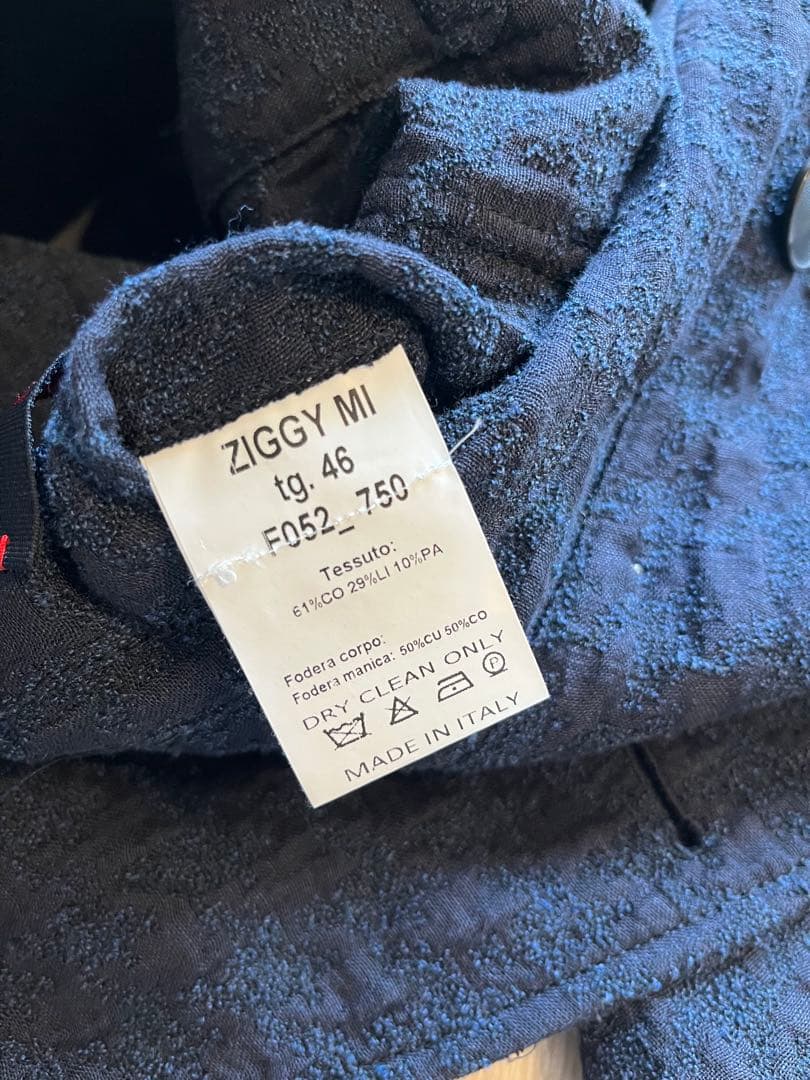 ZIGGY MI
tg. 46
F052_750
Tessuto:
61%CO 29%LI 10%PA
Fodera corpo:
Fodera manica: 50%CU 50%CO
DRY CLEAN ONLY
P
MADE IN ITALY